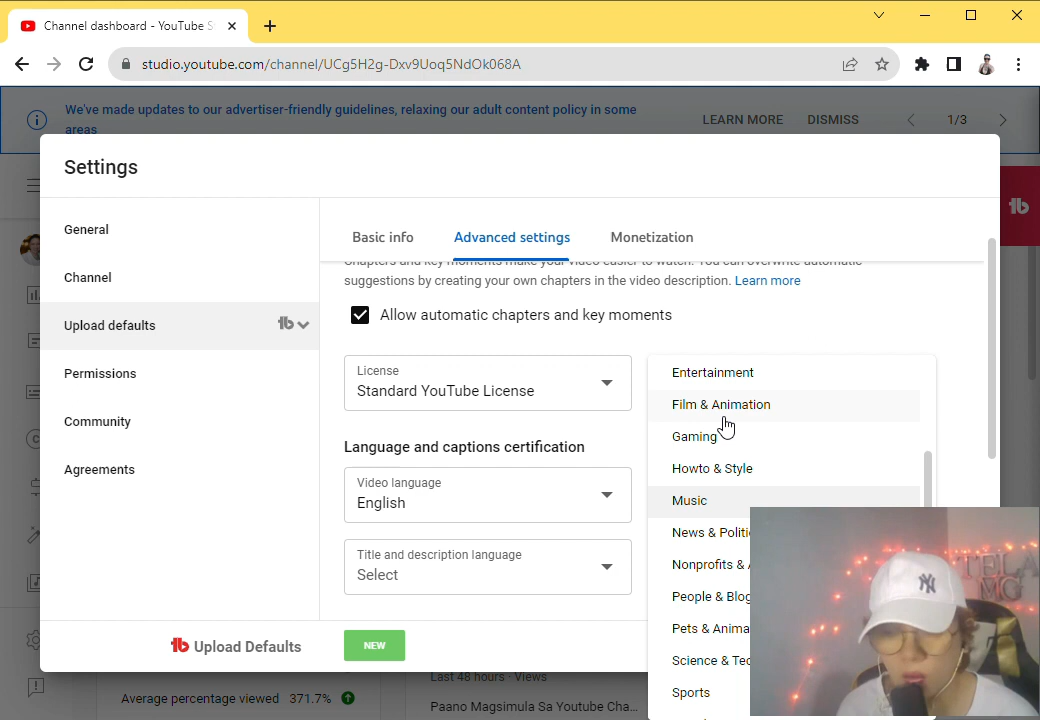 Channel dashboard - YouTube S
studio.youtube.com/channel/UCg5H2g-Dxv9Uoq5NdOk068A
We've made updates to our advertiser-friendly guidelines, relaxing our adult content policy in some
areas
LEARN MORE
DISMISS
1/3
Settings
General
Channel
Upload defaults
Permissions
Community
Agreements
Basic info
Advanced settings
Monetization
Chapters and key moments make your video easier to watch. You can overwrite automatic
suggestions by creating your own chapters in the video description. Learn more
Allow automatic chapters and key moments
License
Standard YouTube License
Language and captions certification
Video language
English
Title and description language
Select
Entertainment
Film & Animation
Gaming
Howto & Style
Music
News & Politi
Nonprofits &
People & Blog
Pets & Anima
Science & Tec
Sports
tb Upload Defaults
NEW
Average percentage viewed 371.7%
Last 48 hours · Views
Paano Magsimula Sa Youtube Cha...
TELA
MG
NY
tb